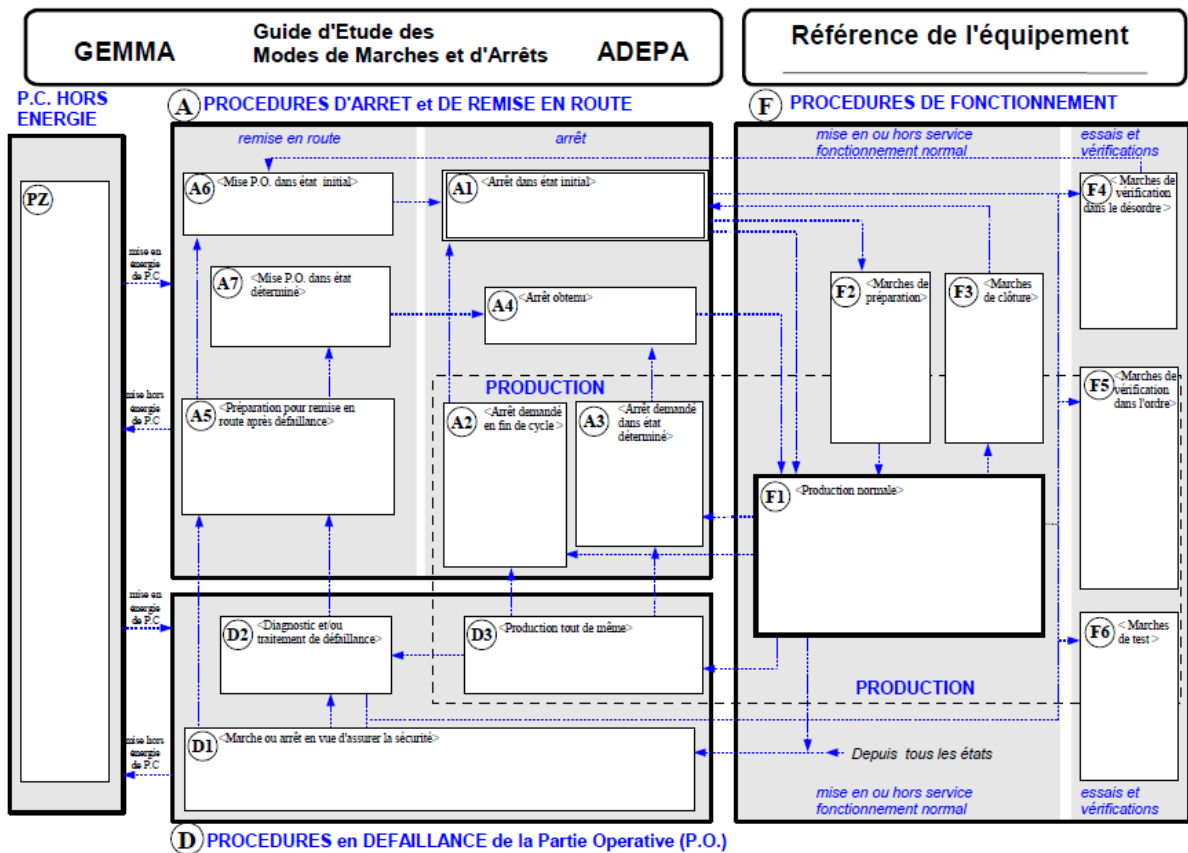 GEMMA
Guide d'Etude des
Modes de Marches et d'Arrêts
ADEPA
Référence de l'équipement
P.C. HORS
ENERGIE
A PROCEDURES D'ARRET et DE REMISE EN ROUTE
F PROCEDURES DE FONCTIONNEMENT
remise en route
arrêt
mise en ou hors service
fonctionnement normal
essais et
vérifications
PZ
A6 <Mise P.O. dans état initial>
A1 <Arrêt dans état initial>
F4 < Marches de
vérification
dans le désordre >
mise en
énergie
de P.C
A7 <Mise P.O. dans état
déterminé>
A4 <Arrêt obtenu>
F2 <Marches de
préparation>
F3 <Marches
de clôture>
PRODUCTION
F5 <Marches de
vérification
dans l'ordre>
mise hors
énergie
de P.C
A5 <Préparation pour remise en
route après défaillance>
A2 <Arrêt demandé
en fin de cycle>
A3 <Arrêt demandé
dans état
déterminé>
F1 <Production normale>
mise en
énergie
de P.C
D2 <Diagnostic et/ou
traitement de défaillance>
D3 <Production tout de même>
F6 < Marches
de test >
PRODUCTION
mise hors
énergie
de P.C
D1 <Marche ou arrêt en vue d'assurer la sécurité>
Depuis tous les états
mise en ou hors service
fonctionnement normal
essais et
vérifications
D PROCEDURES en DEFAILLANCE de la Partie Operative (P.O.)